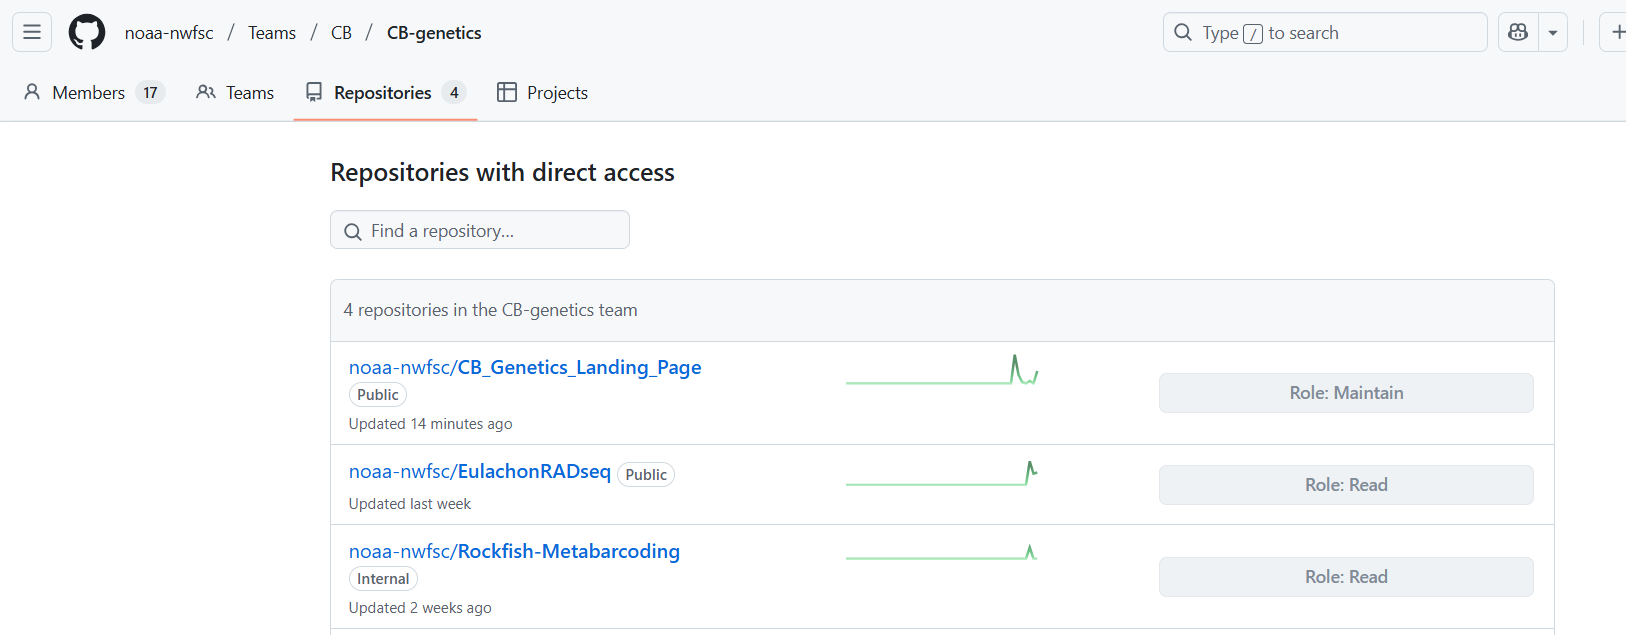 noaa-nwfsc / Teams / CB / CB-genetics
Type / to search
Members 17 Teams Repositories 4 Projects
Repositories with direct access
Find a repository...
4 repositories in the CB-genetics team
noaa-nwfsc/CB_Genetics_Landing_Page
Public
Updated 14 minutes ago
Role: Maintain
noaa-nwfsc/EulachonRADseq Public
Updated last week
Role: Read
noaa-nwfsc/Rockfish-Metabarcoding
Internal
Updated 2 weeks ago
Role: Read